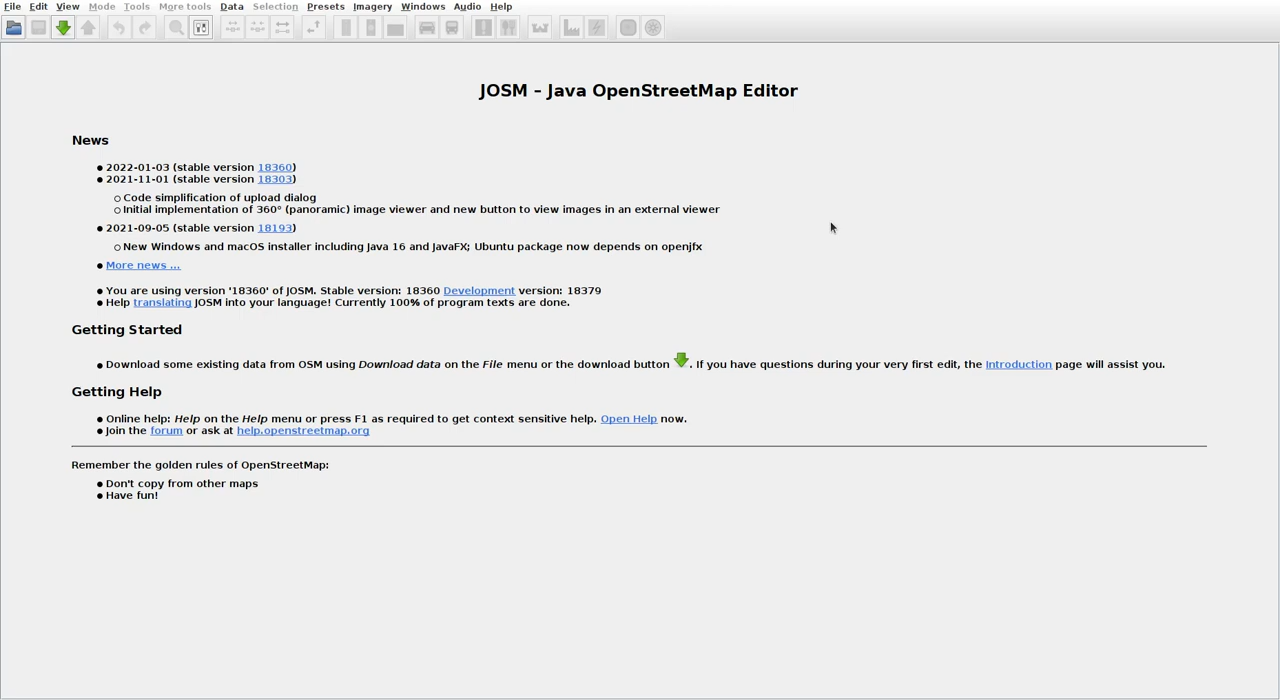 File Edit View Mode Tools More tools Data Selection Presets Imagery Windows Audio Help
JOSM – Java OpenStreetMap Editor
News
2022-01-03 (stable version 18360)
2021-11-01 (stable version 18303)
Code simplification of upload dialog
Initial implementation of 360° (panoramic) image viewer and new button to view images in an external viewer
2021-09-05 (stable version 18193)
New Windows and macOS installer including Java 16 and JavaFX; Ubuntu package now depends on openjfx
More news ...
You are using version '18360' of JOSM. Stable version: 18360 Development version: 18379
Help translating JOSM into your language! Currently 100% of program texts are done.
Getting Started
Download some existing data from OSM using Download data on the File menu or the download button . If you have questions during your very first edit, the Introduction page will assist you.
Getting Help
Online help: Help on the Help menu or press F1 as required to get context sensitive help. Open Help now.
Join the forum or ask at help.openstreetmap.org
Remember the golden rules of OpenStreetMap:
Don't copy from other maps
Have fun!